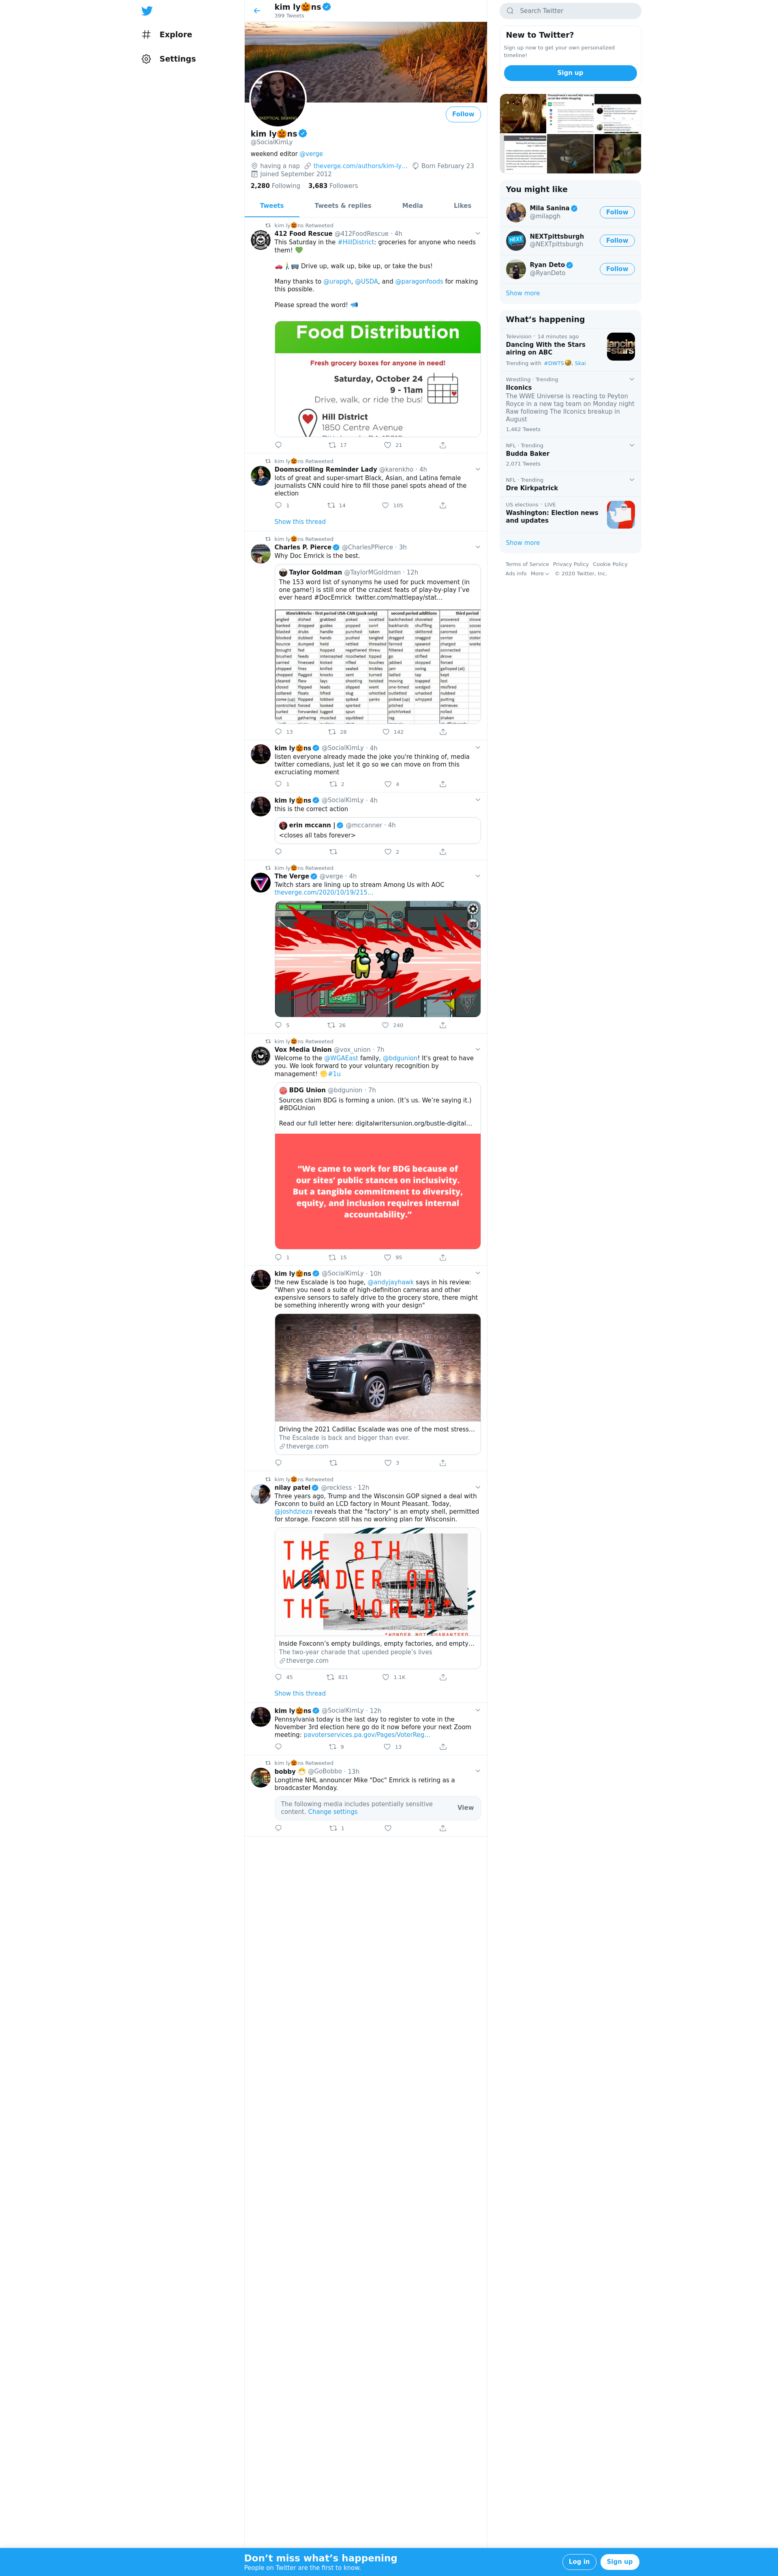 Explore
Settings
kim ly🎃ns
399 Tweets
SKEPTICAL SIGHING
Follow
kim ly🎃ns
@SocialKimLy
weekend editor @verge
having a nap theverge.com/authors/kim-ly… Born February 23
Joined September 2012
2,280 Following 3,683 Followers
Tweets Tweets & replies Media Likes
kim ly🎃ns Retweeted
412 Food Rescue @412FoodRescue · 4h
This Saturday in the #HillDistrict: groceries for anyone who needs
them! 💚
🚗🚶🚌 Drive up, walk up, bike up, or take the bus!
Many thanks to @urapgh, @USDA, and @paragonfoods for making
this possible.
Please spread the word! 📣
Food Distribution
Fresh grocery boxes for anyone in need!
Saturday, October 24
9 - 11am
Drive, walk, or ride the bus!
Hill District
1850 Centre Avenue
17 21
kim ly🎃ns Retweeted
Doomscrolling Reminder Lady @karenkho · 4h
lots of great and super-smart Black, Asian, and Latina female
journalists CNN could hire to fill those panel spots ahead of the
election
1 14 105
Show this thread
kim ly🎃ns Retweeted
Charles P. Pierce @CharlesPPierce · 3h
Why Doc Emrick is the best.
Taylor Goldman @TaylorMGoldman · 12h
The 153 word list of synonyms he used for puck movement (in
one game!) is still one of the craziest feats of play-by-play I've
ever heard #DocEmrick twitter.com/mattlepay/stat…
13 28 142
kim ly🎃ns @SocialKimLy · 4h
listen everyone already made the joke you're thinking of, media
twitter comedians, just let it go so we can move on from this
excruciating moment
1 2 4
kim ly🎃ns @SocialKimLy · 4h
this is the correct action
erin mccann | @mccanner · 4h
<closes all tabs forever>
2
kim ly🎃ns Retweeted
The Verge @verge · 4h
Twitch stars are lining up to stream Among Us with AOC
theverge.com/2020/10/19/215…
5 26 240
kim ly🎃ns Retweeted
Vox Media Union @vox_union · 7h
Welcome to the @WGAEast family, @bdgunion! It's great to have
you. We look forward to your voluntary recognition by
management! ✊#1u
BDG Union @bdgunion · 7h
Sources claim BDG is forming a union. (It's us. We're saying it.)
#BDGUnion
Read our full letter here: digitalwritersunion.org/bustle-digital…
"We came to work for BDG because of
our sites' public stances on inclusivity.
But a tangible commitment to diversity,
equity, and inclusion requires internal
accountability."
1 15 95
kim ly🎃ns @SocialKimLy · 10h
the new Escalade is too huge, @andyjayhawk says in his review:
"When you need a suite of high-definition cameras and other
expensive sensors to safely drive to the grocery store, there might
be something inherently wrong with your design"
Driving the 2021 Cadillac Escalade was one of the most stress…
The Escalade is back and bigger than ever.
theverge.com
3
kim ly🎃ns Retweeted
nilay patel @reckless · 12h
Three years ago, Trump and the Wisconsin GOP signed a deal with
Foxconn to build an LCD factory in Mount Pleasant. Today,
@joshdzieza reveals that the "factory" is an empty shell, permitted
for storage. Foxconn still has no working plan for Wisconsin.
THE 8TH
WONDER OF
THE WORLD*
*WONDER NOT GUARANTEED
Inside Foxconn's empty buildings, empty factories, and empty…
The two-year charade that upended people's lives
theverge.com
45 821 1.1K
Show this thread
kim ly🎃ns @SocialKimLy · 12h
Pennsylvania today is the last day to register to vote in the
November 3rd election here go do it now before your next Zoom
meeting: pavoterservices.pa.gov/Pages/VoterReg…
9 13
kim ly🎃ns Retweeted
bobby 😷 @GoBobbo · 13h
Longtime NHL announcer Mike "Doc" Emrick is retiring as a
broadcaster Monday.
The following media includes potentially sensitive
content. Change settings
View
1
Search Twitter
New to Twitter?
Sign up now to get your own personalized
timeline!
Sign up
You might like
Mila Sanina
@milapgh
Follow
NEXTpittsburgh
@NEXTpittsburgh
Follow
Ryan Deto
@RyanDeto
Follow
Show more
What's happening
Television · 14 minutes ago
Dancing With the Stars
airing on ABC
Trending with #DWTS, Skai
Wrestling · Trending
IIconics
The WWE Universe is reacting to Peyton
Royce in a new tag team on Monday night
Raw following The IIconics breakup in
August
1,462 Tweets
NFL · Trending
Budda Baker
2,071 Tweets
NFL · Trending
Dre Kirkpatrick
US elections · LIVE
Washington: Election news
and updates
Show more
Terms of Service Privacy Policy Cookie Policy
Ads info More © 2020 Twitter, Inc.
Don't miss what's happening
People on Twitter are the first to know.
Log in Sign up